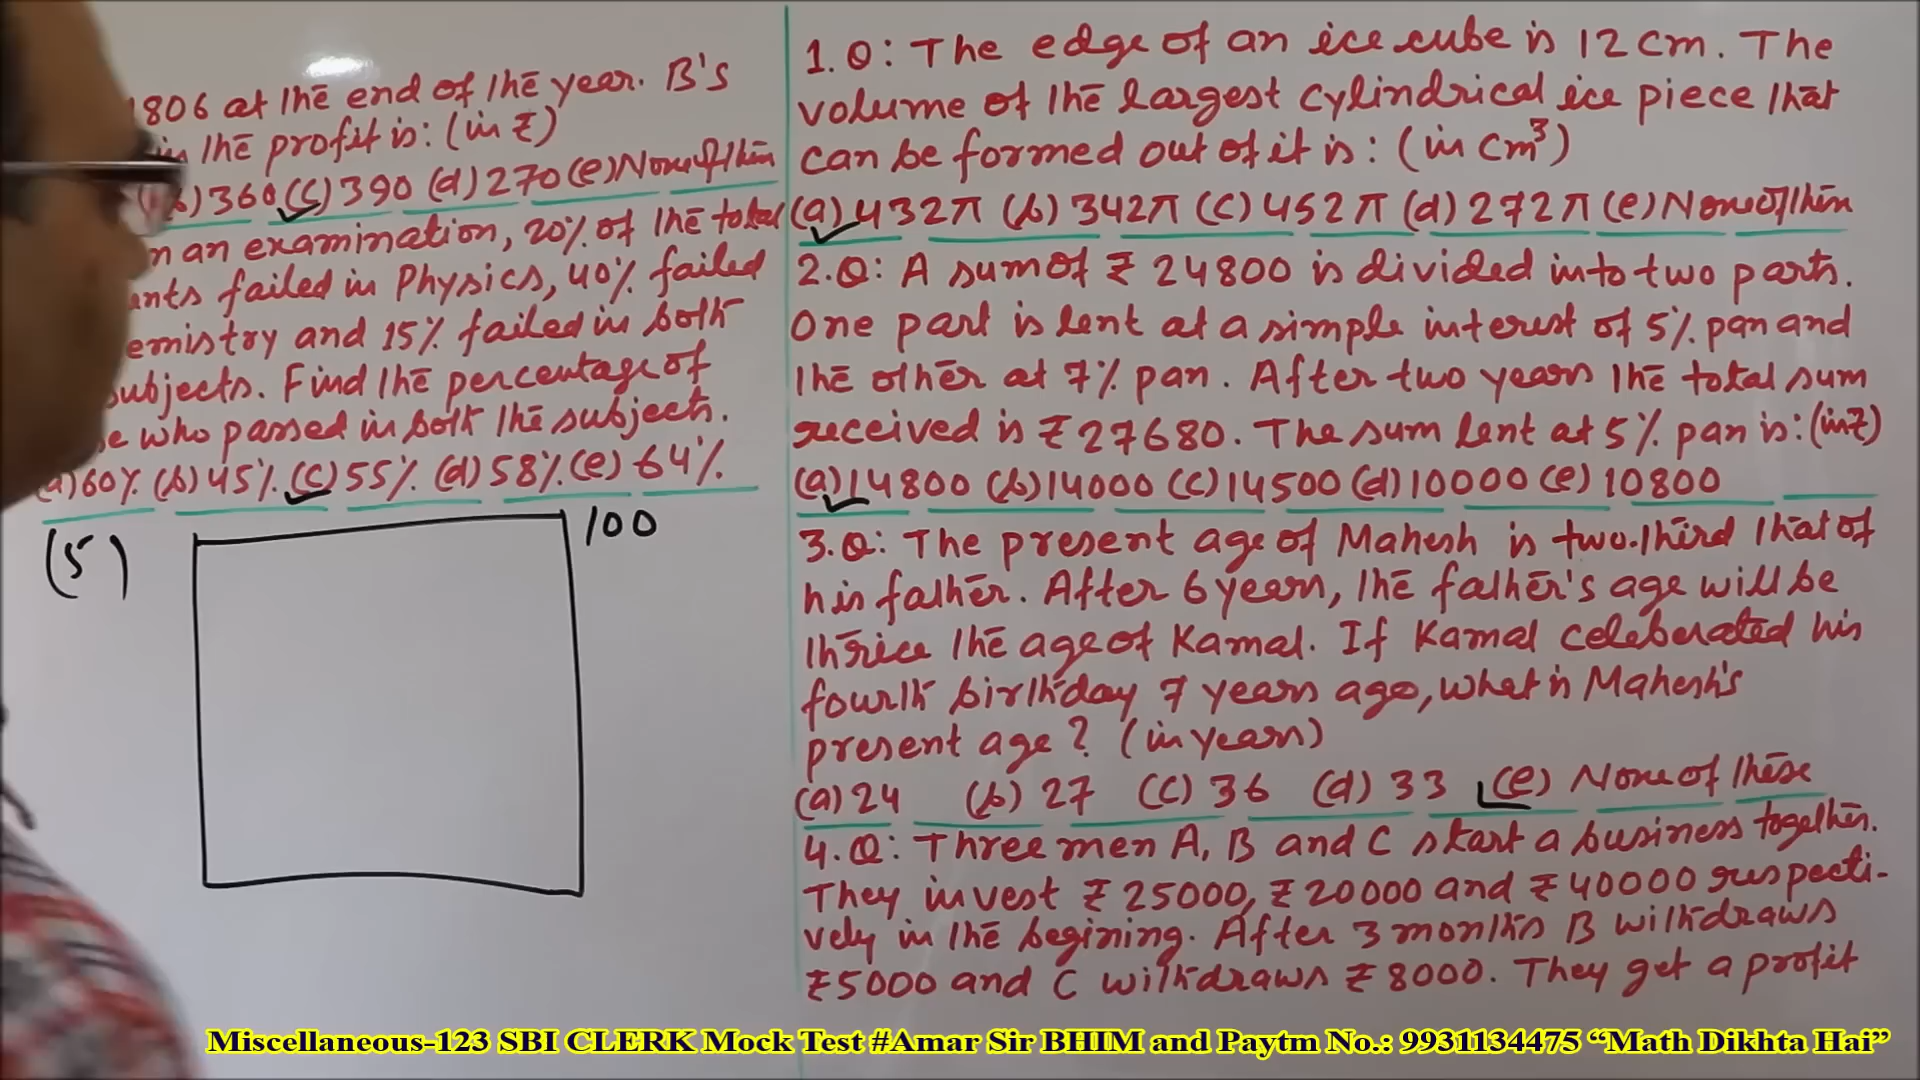 1.Q: The edge of an ice cube is 12cm. The
volume of the largest cylindrical ice piece that
can be formed out of it is: (in cm³)
(a) 432π (b) 342π (c) 452π (d) 272π (e) None of them
2.Q: A sum of ₹ 24800 is divided into two parts.
One part is lent at a simple interest of 5% pan and
the other at 7% pan. After two years the total sum
received is ₹27680. The sum lent at 5% pan is: (in ₹)
(a) 14800 (b) 14000 (c) 14500 (d) 10000 (e) 10800
3.Q: The present age of Mahesh is two-third that of
his father. After 6 years, the father's age will be
thrice the age of Kamal. If Kamal celeberated his
fourth birthday 7 years ago, what is Mahesh's
present age? (in years)
(a) 24 (b) 27 (c) 36 (d) 33 (e) None of these
4.Q: Three men A, B and C start a business together.
They invest ₹25000, ₹20000 and ₹40000 respecti-
vely in the begining. After 3 months B withdraws
₹5000 and C withdraws ₹8000. They get a profit
1806 at the end of the year. B's
in the profit is: (in ₹)
(b) 360 (c) 390 (d) 270 (e) None of them
an examination, 20% of the total
failed in Physics, 40% failed
and 15% failed in both
subjects. Find the percentage of
who passed in both the subjects.
(a) 60% (b) 45% (c) 55% (d) 58% (e) 64%
(5) 100
Miscellaneous-123 SBI CLERK Mock Test #Amar Sir BHIM and Paytm No.: 9931134475 “Math Dikhta Hai”